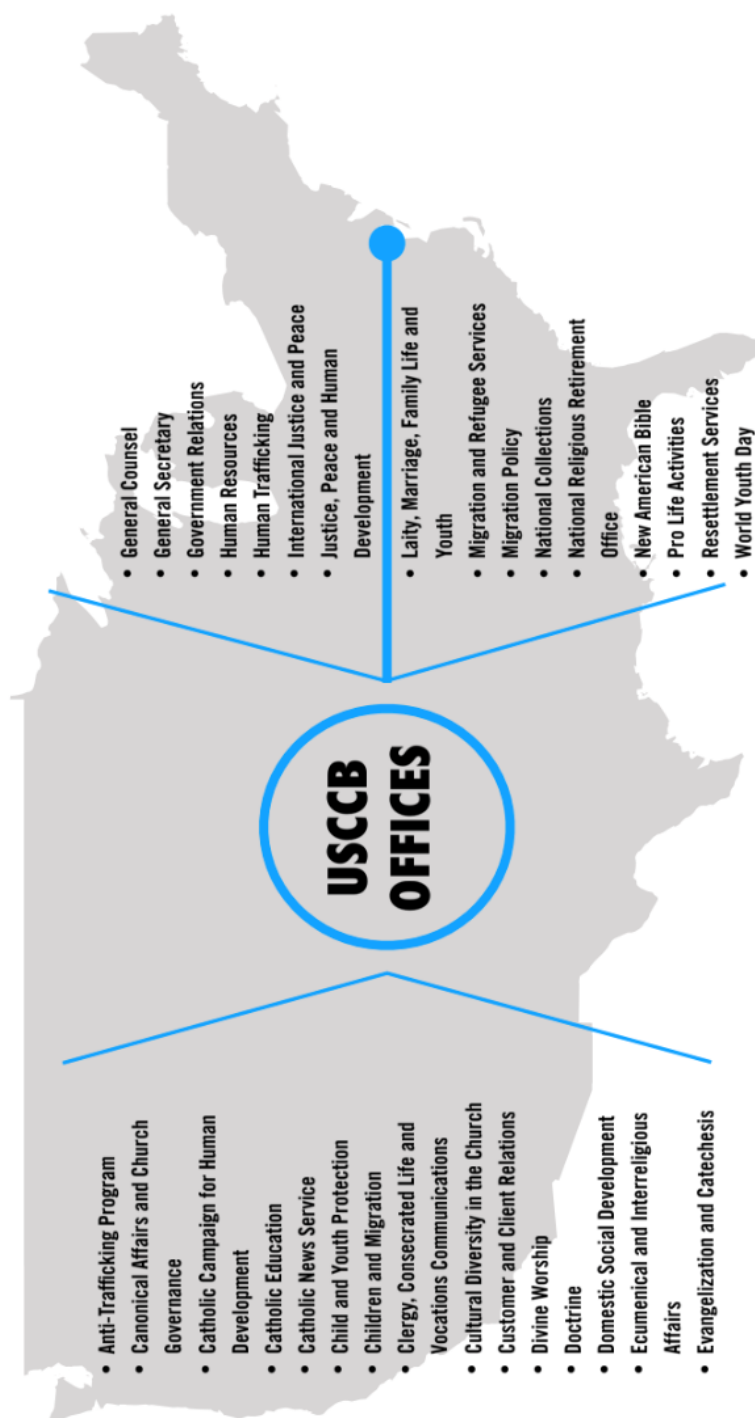 • Anti-Trafficking Program
• Canonical Affairs and Church
Governance
• Catholic Campaign for Human
Development
• Catholic Education
• Catholic News Service
• Child and Youth Protection
• Children and Migration
• Clergy, Consecrated Life and
Vocations Communications
• Cultural Diversity in the Church
• Customer and Client Relations
• Divine Worship
• Doctrine
• Domestic Social Development
• Ecumenical and Interreligious
Affairs
• Evangelization and Catechesis
USCCB
OFFICES
• General Counsel
• General Secretary
• Government Relations
• Human Resources
• Human Trafficking
• International Justice and Peace
• Justice, Peace and Human
Development
• Laity, Marriage, Family Life and
Youth
• Migration and Refugee Services
• Migration Policy
• National Collections
• National Religious Retirement
Office
• New American Bible
• Pro Life Activities
• Resettlement Services
• World Youth Day